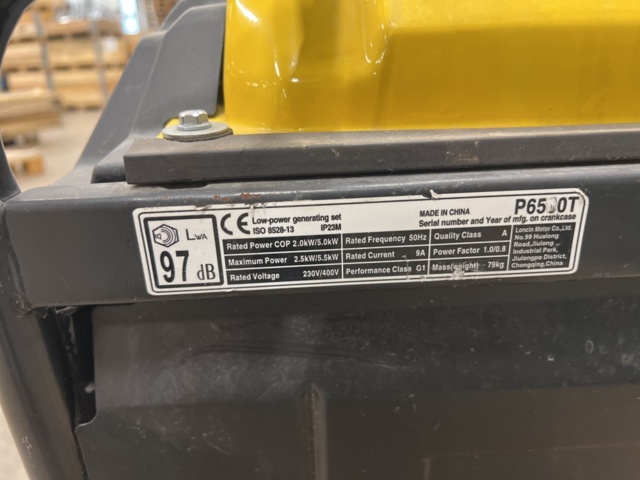 LWA
97 dB
CE Low-power generating set
ISO 8528-13 IP23M
MADE IN CHINA
Serial number and Year of mfg. on crankcase
Rated Power COP 2.0kW/5.0kW
Maximum Power 2.5kW/5.5kW
Rated Voltage 230V/400V
Rated Frequency 50Hz
Rated Current 9A
Performance Class G1
Quality Class A
Power Factor 1.0/0.8
Mass(weight) 79kg
Loncin Motor Co.,Ltd.
No.99 Hualong
Road,Jiulong
Industrial Park,
Jiulongpo District,
Chongqing,China